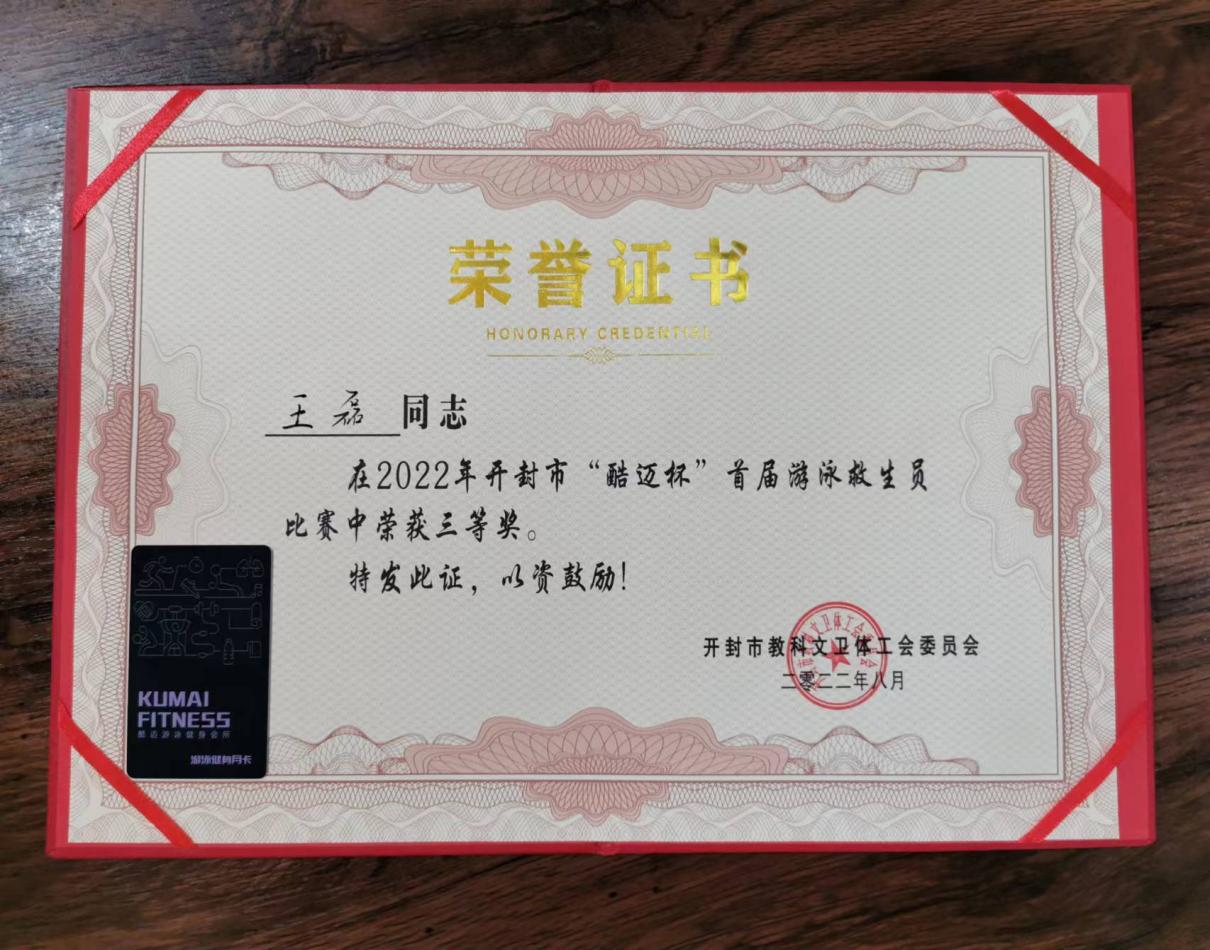 荣誉证书
HONORARY CREDENTIAL
王磊 同志
在2022年开封市“酷迈杯”首届游泳救生员
比赛中荣获三等奖。
特发此证，以资鼓励！
开封市教科文卫体工会委员会
二零二二年八月
KUMAI
FITNESS
酷迈游泳健身会所
游泳健身月卡